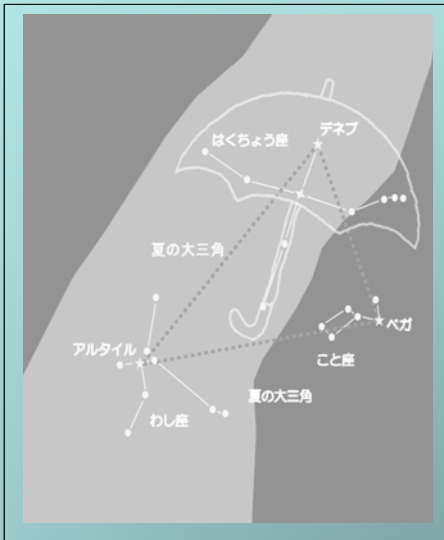 デネブ
はくちょう座
夏の大三角
ベガ
アルタイル
こと座
夏の大三角
わし座